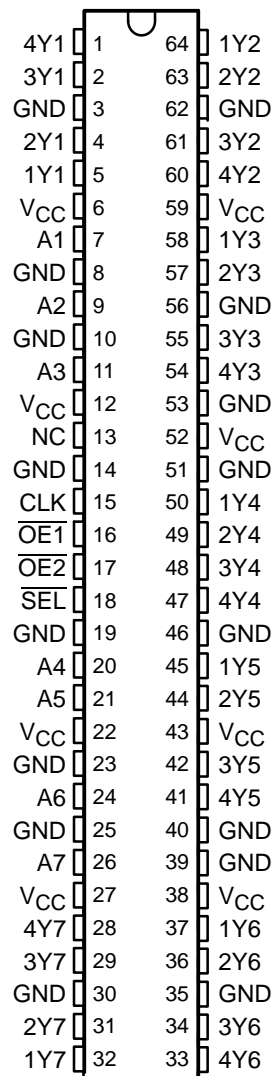 4Y1 1 64 1Y2
3Y1 2 63 2Y2
GND 3 62 GND
2Y1 4 61 3Y2
1Y1 5 60 4Y2
VCC 6 59 VCC
A1 7 58 1Y3
GND 8 57 2Y3
A2 9 56 GND
GND 10 55 3Y3
A3 11 54 4Y3
VCC 12 53 GND
NC 13 52 VCC
GND 14 51 GND
CLK 15 50 1Y4
O̅E̅1̅ 16 49 2Y4
O̅E̅2̅ 17 48 3Y4
S̅E̅L̅ 18 47 4Y4
GND 19 46 GND
A4 20 45 1Y5
A5 21 44 2Y5
VCC 22 43 VCC
GND 23 42 3Y5
A6 24 41 4Y5
GND 25 40 GND
A7 26 39 GND
VCC 27 38 VCC
4Y7 28 37 1Y6
3Y7 29 36 2Y6
GND 30 35 GND
2Y7 31 34 3Y6
1Y7 32 33 4Y6